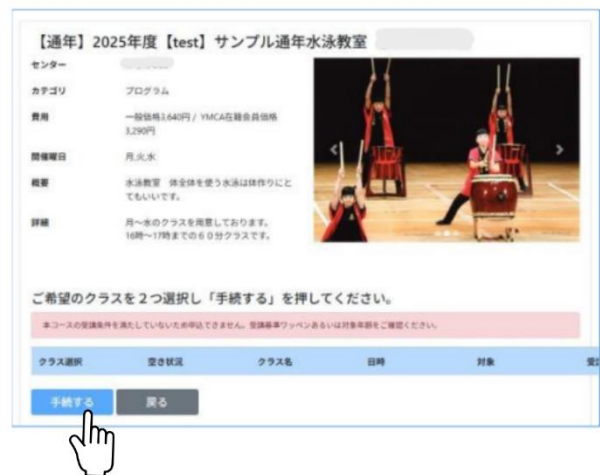 【通年】2025年度【test】サンプル通年水泳教室
センター
カテゴリ プログラム
費用 一般価格3,640円 / YMCA在籍会員価格
3,290円
開催曜日 月,火,水
概要 水泳教室 体全体を使う水泳は体作りにと
てもいいです。
詳細 月～水のクラスを用意しております。
16時～17時までの60分クラスです。
ご希望のクラスを2つ選択し「手続する」を押してください。
本コースの受講条件を満たしていないため申込できません。受講基準ワッペンあるいは対象年齢をご確認ください。
クラス選択 空き状況 クラス名 日時 対象
手続する 戻る